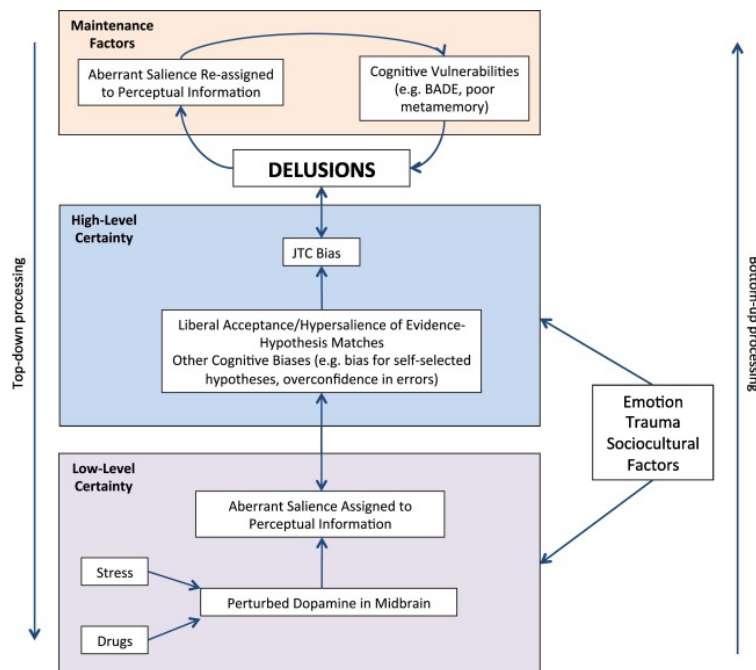 Maintenance
Factors
Aberrant Salience Re-assigned
to Perceptual Information
Cognitive Vulnerabilities
(e.g. BADE, poor
metamemory)
DELUSIONS
High-Level
Certainty
JTC Bias
Liberal Acceptance/Hypersalience of Evidence-
Hypothesis Matches
Other Cognitive Biases (e.g. bias for self-selected
hypotheses, overconfidence in errors)
Low-Level
Certainty
Aberrant Salience Assigned to
Perceptual Information
Stress
Perturbed Dopamine in Midbrain
Drugs
Emotion
Trauma
Sociocultural
Factors
Top-down processing
Bottom-up processing